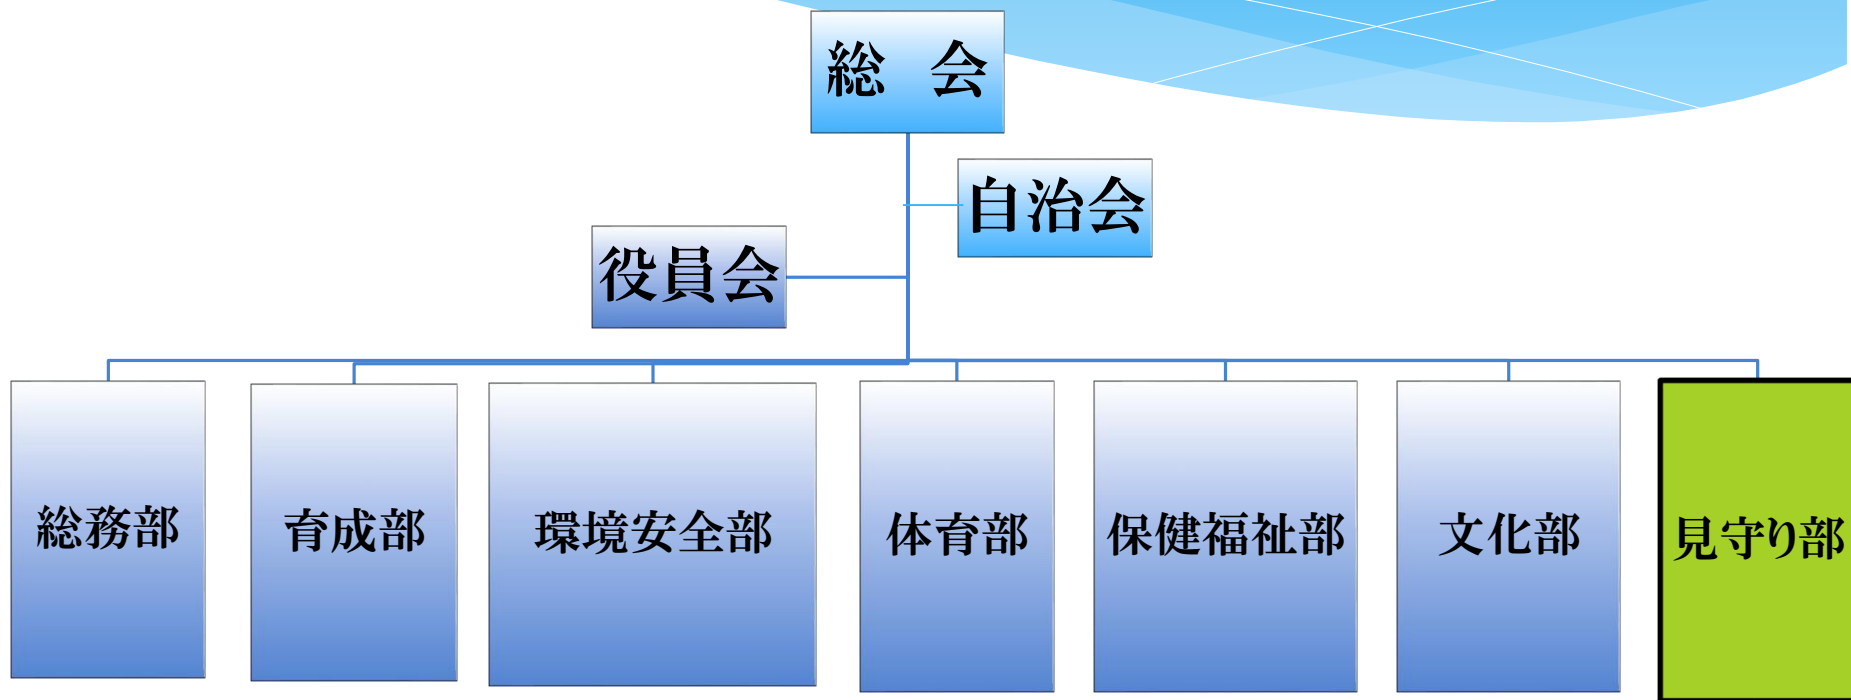 総　会
自治会
役員会
総務部
育成部
環境安全部
体育部
保健福祉部
文化部
見守り部